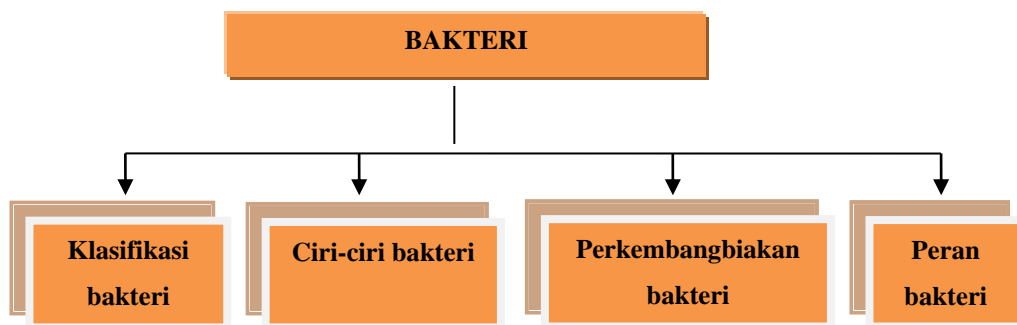 BAKTERI
Klasifikasi
bakteri
Ciri-ciri bakteri
Perkembangbiakan
bakteri
Peran
bakteri